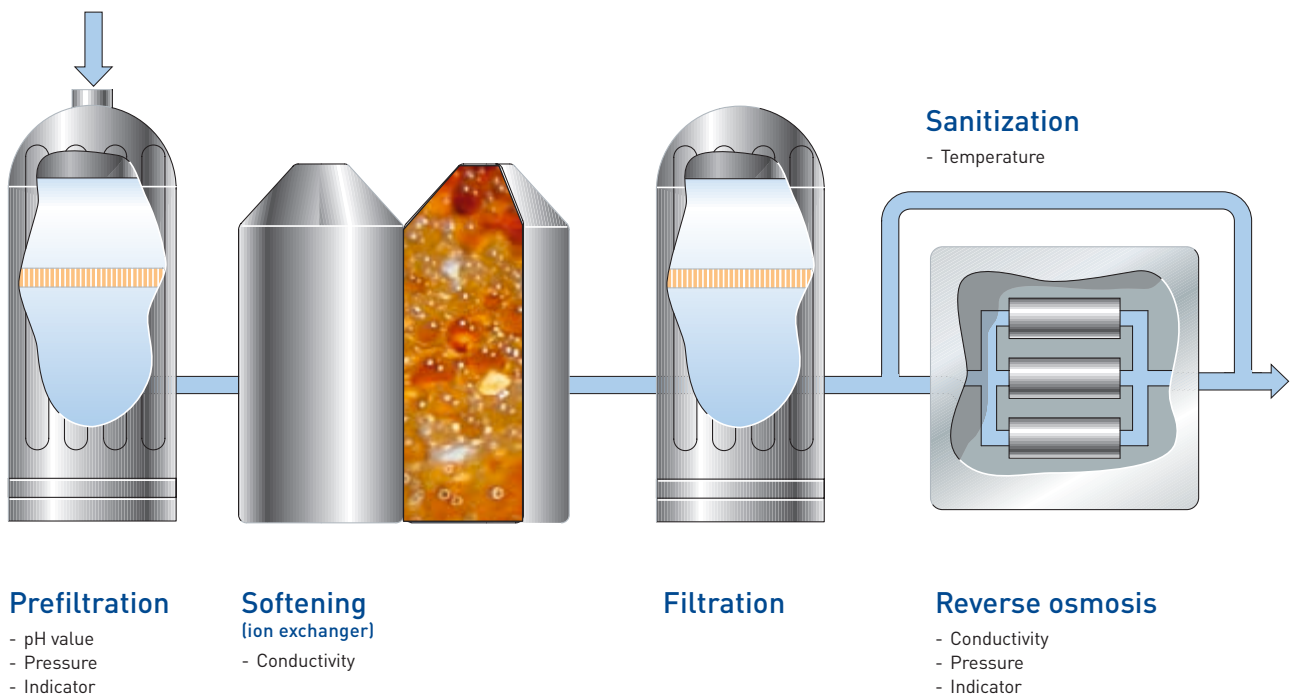 Sanitization
- Temperature
Prefiltration
- pH value
- Pressure
- Indicator
Softening
(ion exchanger)
- Conductivity
Filtration
Reverse osmosis
- Conductivity
- Pressure
- Indicator